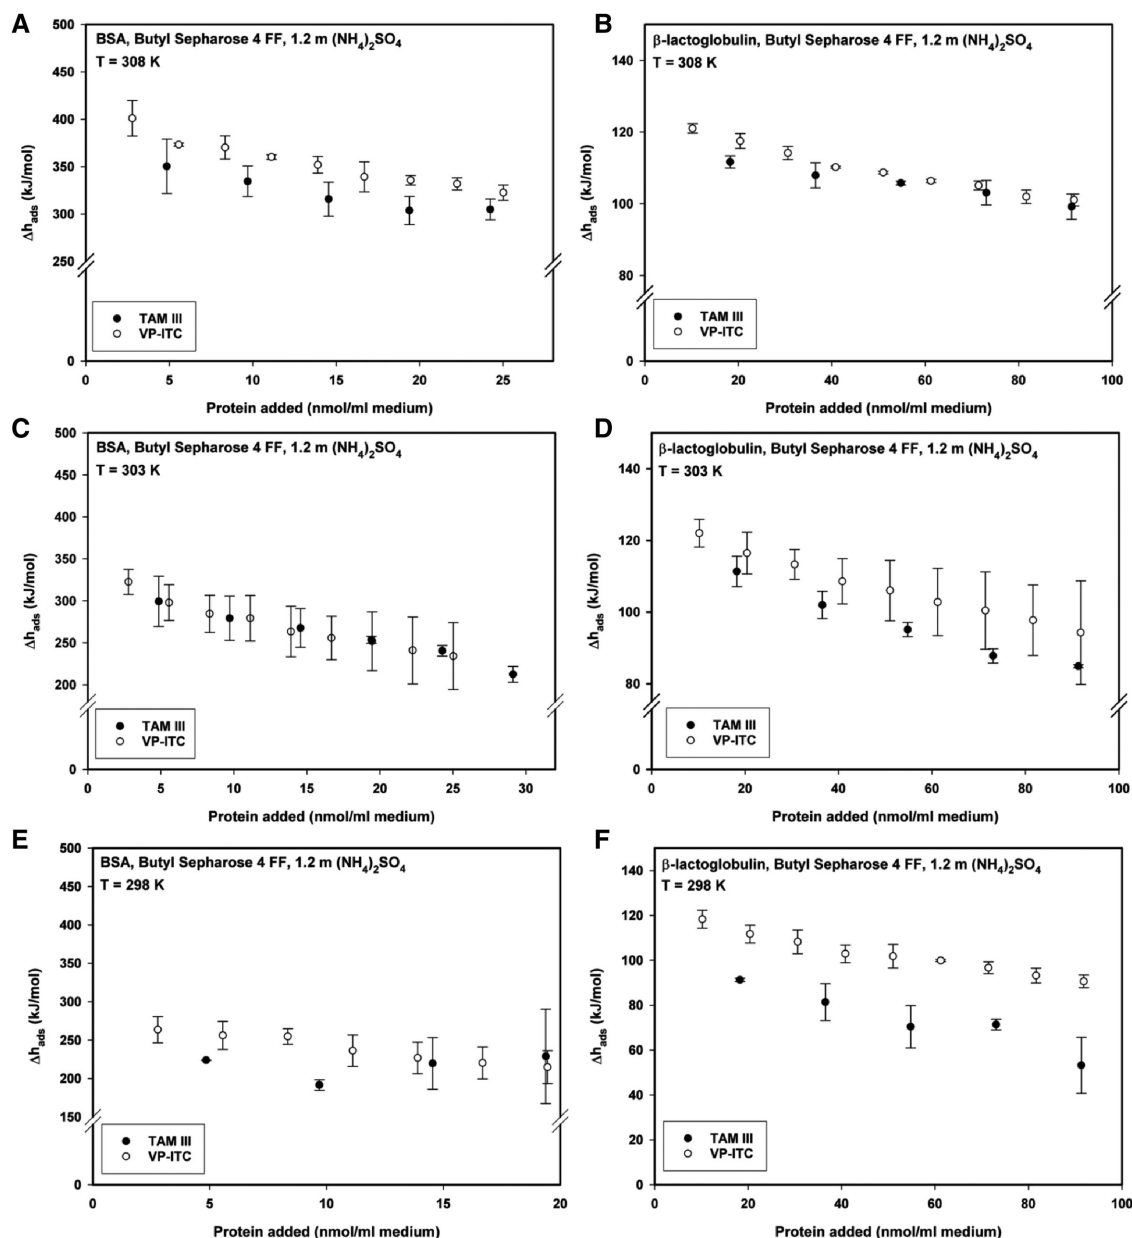 A
BSA, Butyl Sepharose 4 FF, 1.2 m (NH4)2SO4
T = 308 K
Δhads (kJ/mol)
500
450
400
350
300
250
0
TAM III
VP-ITC
0 5 10 15 20 25
Protein added (nmol/ml medium)
B
β-lactoglobulin, Butyl Sepharose 4 FF, 1.2 m (NH4)2SO4
T = 308 K
Δhads (kJ/mol)
140
120
100
80
0
TAM III
VP-ITC
0 20 40 60 80 100
Protein added (nmol/ml medium)
C
BSA, Butyl Sepharose 4 FF, 1.2 m (NH4)2SO4
T = 303 K
Δhads (kJ/mol)
500
450
400
350
300
250
200
0
TAM III
VP-ITC
0 5 10 15 20 25 30
Protein added (nmol/ml medium)
D
β-lactoglobulin, Butyl Sepharose 4 FF, 1.2 m (NH4)2SO4
T = 303 K
Δhads (kJ/mol)
140
120
100
80
0
TAM III
VP-ITC
0 20 40 60 80 100
Protein added (nmol/ml medium)
E
BSA, Butyl Sepharose 4 FF, 1.2 m (NH4)2SO4
T = 298 K
Δhads (kJ/mol)
500
450
400
350
300
250
200
150
0
TAM III
VP-ITC
0 5 10 15 20
Protein added (nmol/ml medium)
F
β-lactoglobulin, Butyl Sepharose 4 FF, 1.2 m (NH4)2SO4
T = 298 K
Δhads (kJ/mol)
140
120
100
80
60
40
20
0
TAM III
VP-ITC
0 20 40 60 80 100
Protein added (nmol/ml medium)